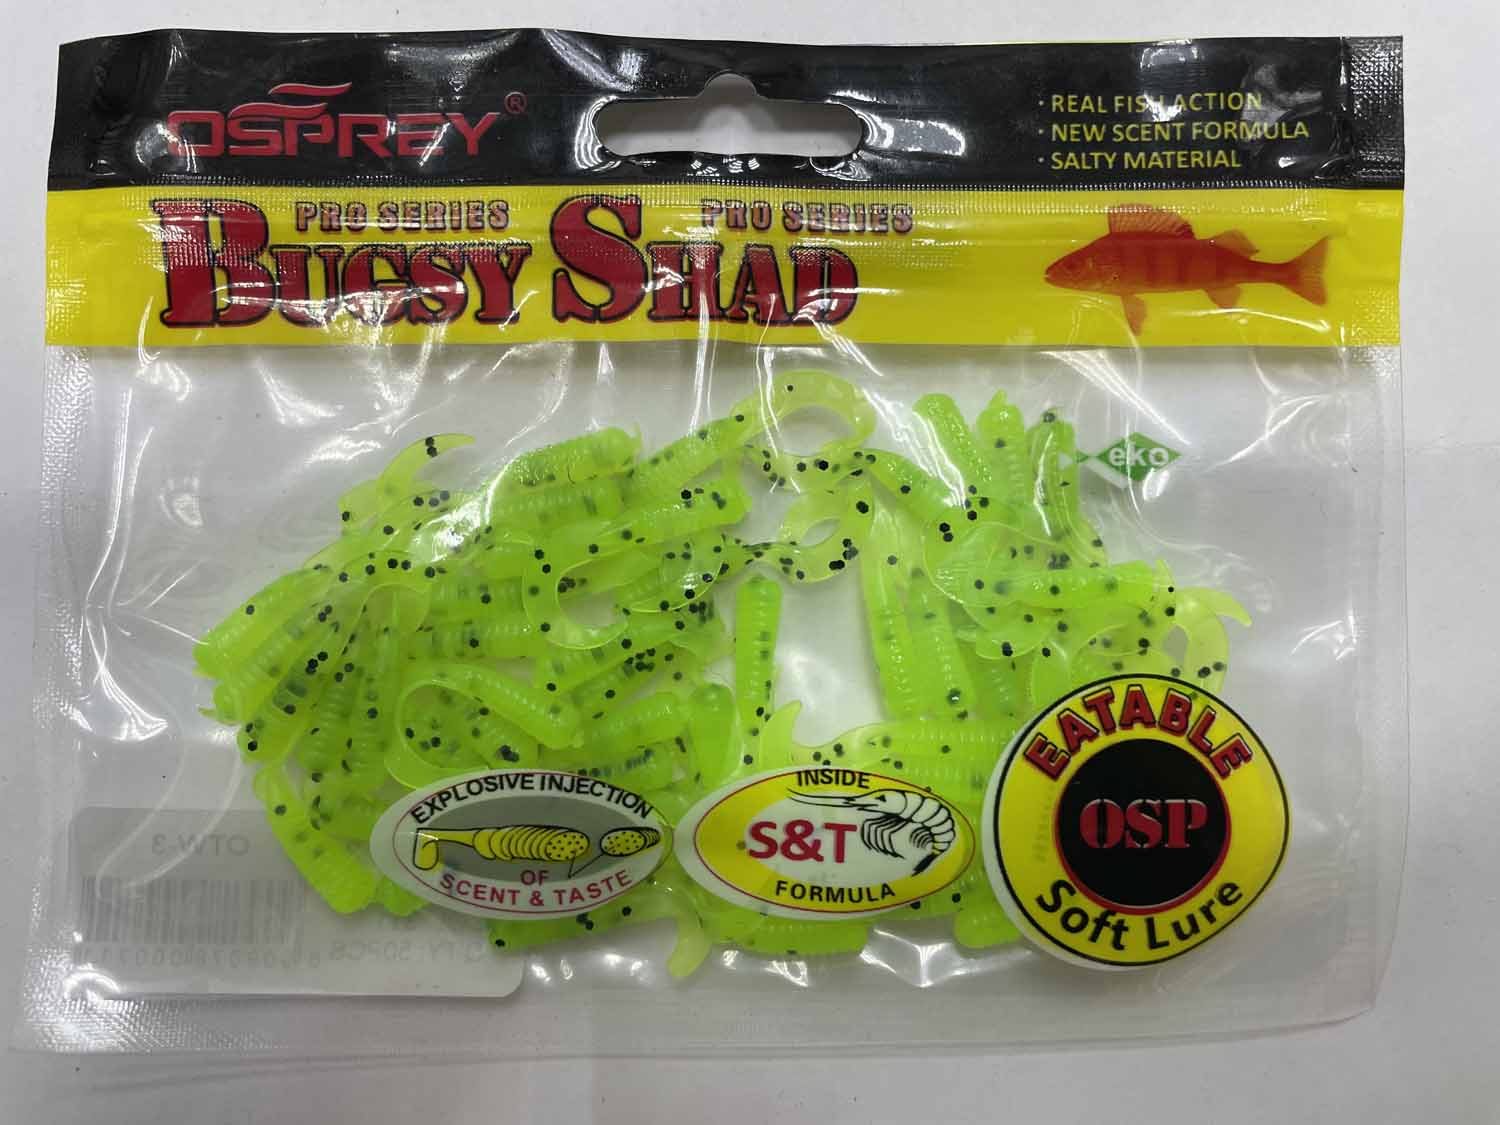 OSPREY®
· REAL FISH ACTION
· NEW SCENT FORMULA
· SALTY MATERIAL
PRO SERIES PRO SERIES
BUGSY SHAD
eko
EXPLOSIVE INJECTION
OF
SCENT & TASTE
INSIDE
S&T
FORMULA
EATABLE
OSP
Soft Lure
OTW-3
50PCS